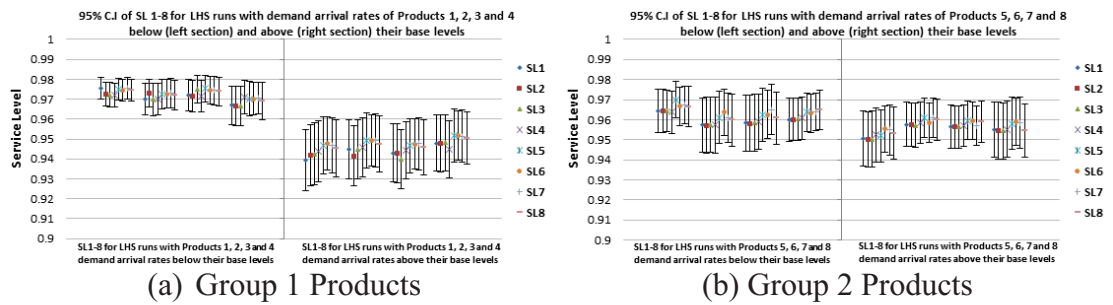 95% C.I of SL 1-8 for LHS runs with demand arrival rates of Products 1, 2, 3 and 4
below (left section) and above (right section) their base levels
Service Level
1
0.99
0.98
0.97
0.96
0.95
0.94
0.93
0.92
0.91
0.9
SL1
SL2
SL3
SL4
SL5
SL6
SL7
SL8
SL1-8 for LHS runs with Products 1, 2, 3 and 4
demand arrival rates below their base levels
SL1-8 for LHS runs with Products 1, 2, 3 and 4
demand arrival rates above their base levels
(a) Group 1 Products
95% C.I of SL 1-8 for LHS runs with demand arrival rates of Products 5, 6, 7 and 8
below (left section) and above (right section) their base levels
Service Level
1
0.99
0.98
0.97
0.96
0.95
0.94
0.93
0.92
0.91
0.9
SL1
SL2
SL3
SL4
SL5
SL6
SL7
SL8
SL1-8 for LHS runs with Products 5, 6, 7 and 8
demand arrival rates below their base levels
SL1-8 for LHS runs with Products 5, 6, 7 and 8
demand arrival rates above their base levels
(b) Group 2 Products